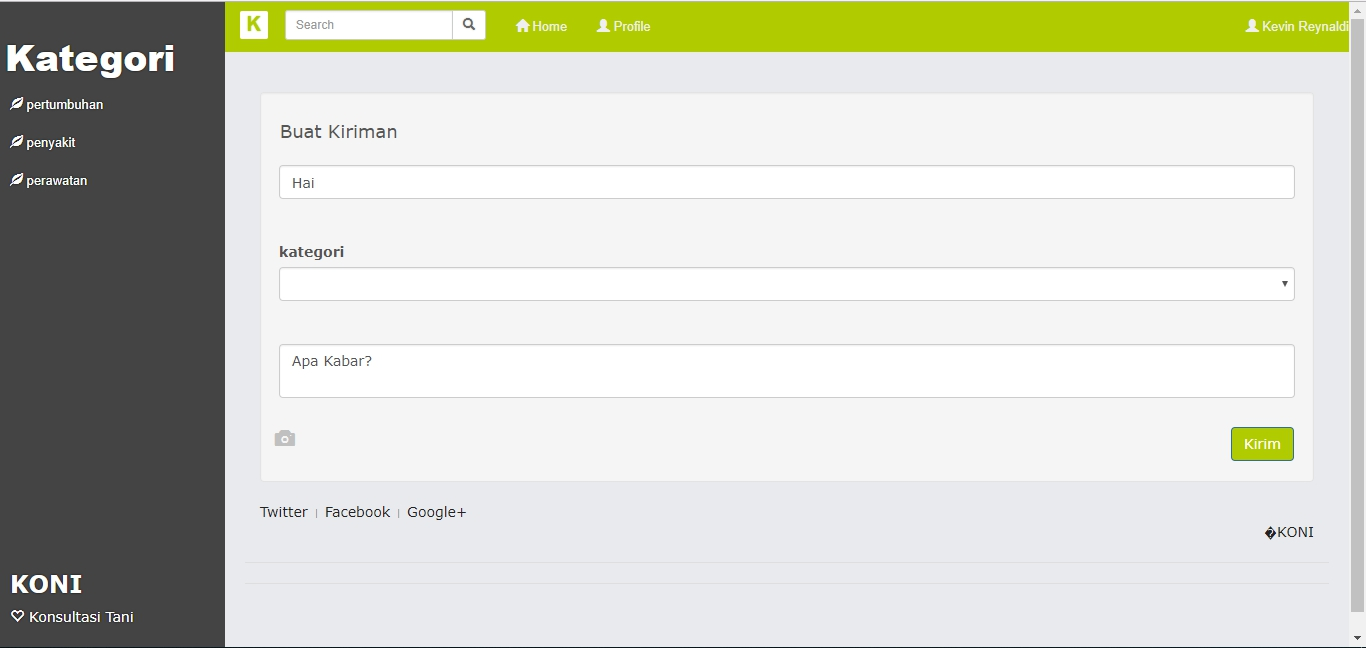 Kategori
pertumbuhan
penyakit
perawatan
KONI
Konsultasi Tani
K
Search
Home
Profile
Kevin Reynaldi
Buat Kiriman
Hai
kategori
Apa Kabar?
Kirim
Twitter | Facebook | Google+
�KONI